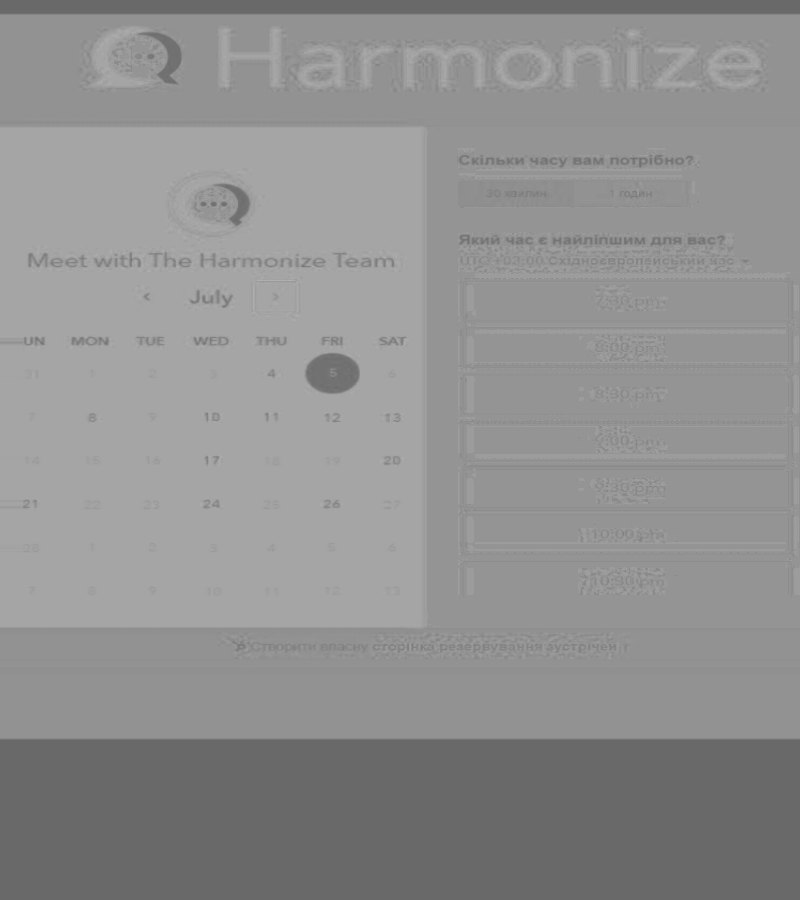 Harmonize
Meet with The Harmonize Team
July
UN MON TUE WED THU FRI SAT
31 1 2 3 4 5 6
7 8 9 10 11 12 13
14 15 16 17 18 19 20
21 22 23 24 25 26 27
28 1 2 3 4 5 6
7 8 9 10 11 12 13
Скільки часу вам потрібно?
30 хвилин 1 годин
Який час є найліпшим для вас?
UTC +03:00 Східноєвропейський час
7:30 pm
8:00 pm
8:30 pm
9:00 pm
9:30 pm
10:00 pm
10:30 pm
Створити власну сторінка резервування зустрічей